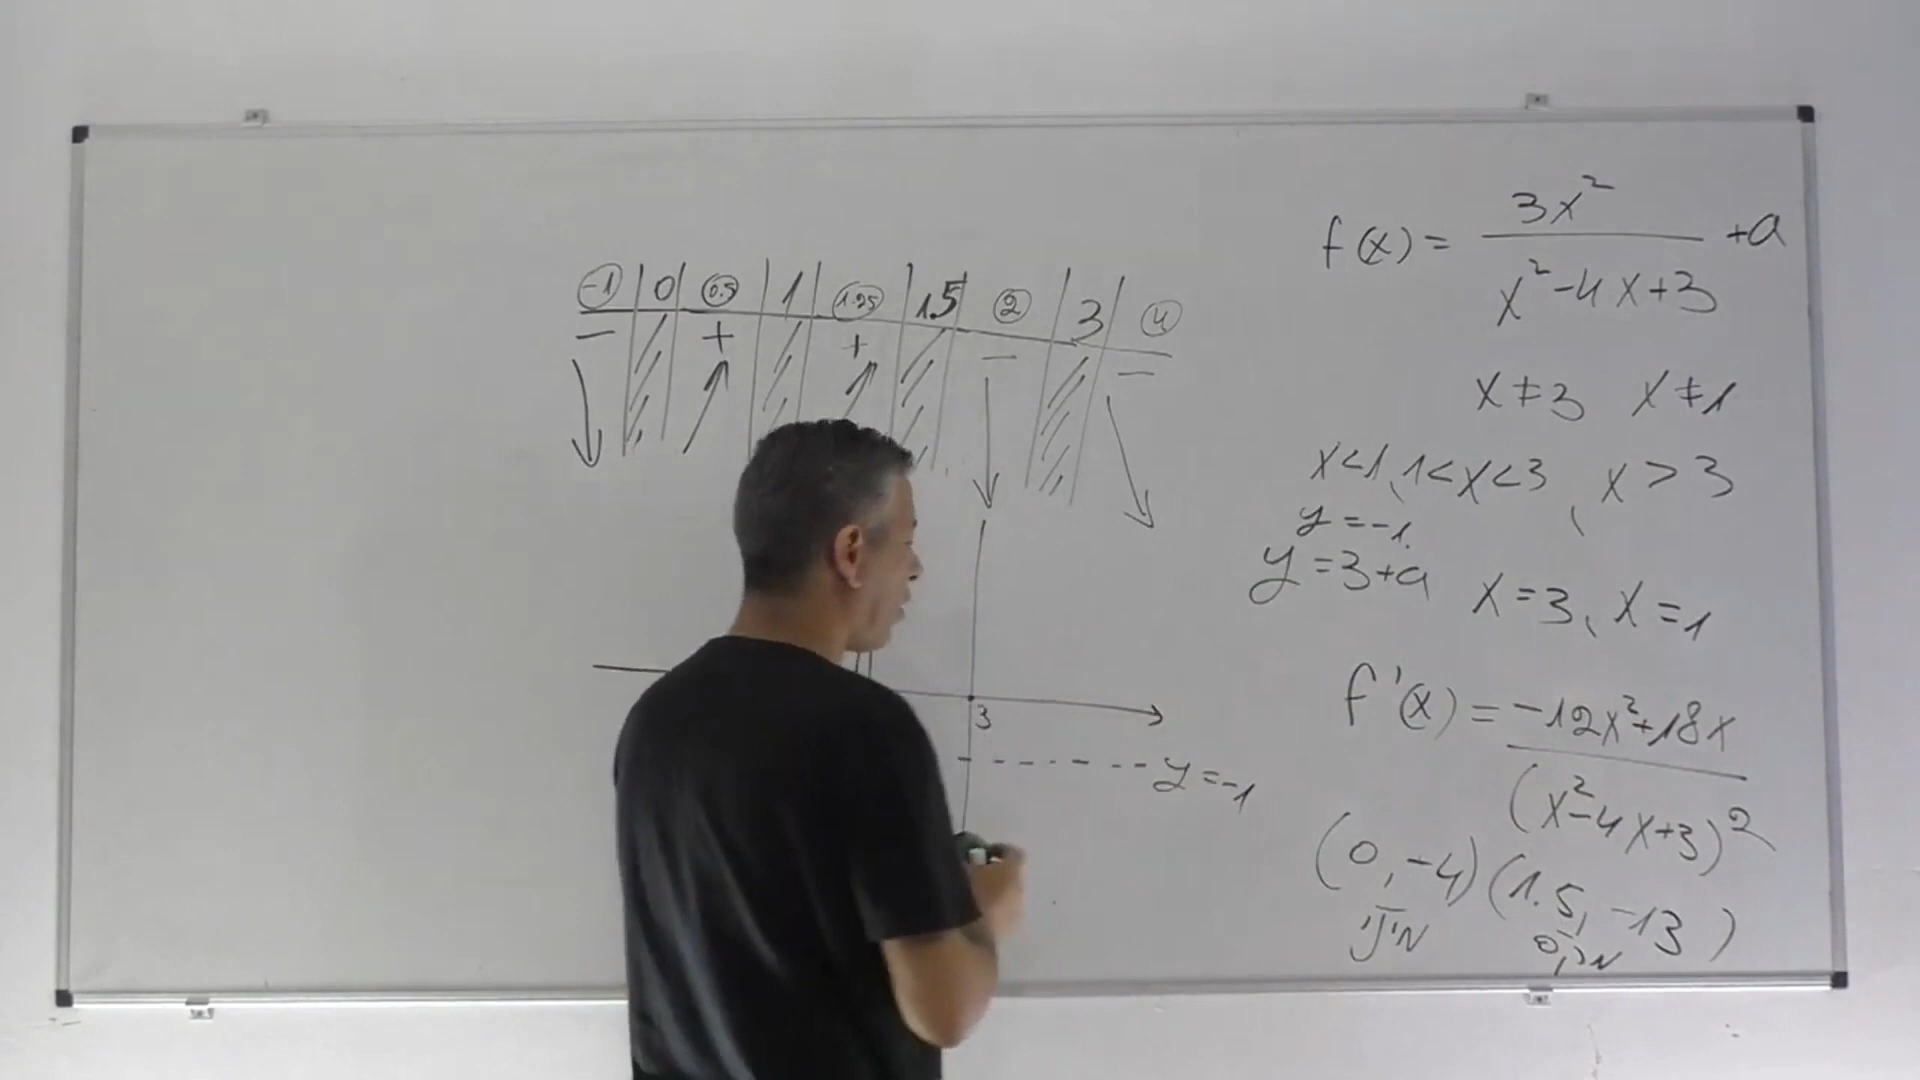 f(x) = 3x²/(x²-4x+3) +a
x≠3 x≠1
x<1, 1<x<3, x>3
y=-1
y=3+a x=3, x=1
f'(x) = (-12x²+18x)/(x²-4x+3)²
(0,-4) (1.5,-13)
-1 0 0.5 1 1.25 1.5 2 3 4
- + + - -
3
y=-1